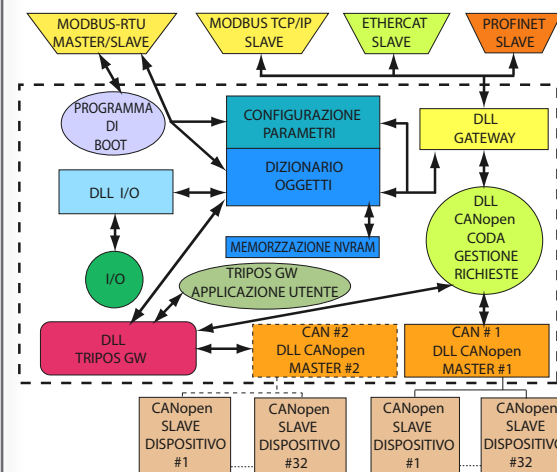 MODBUS-RTU
MASTER/SLAVE
MODBUS TCP/IP
SLAVE
ETHERCAT
SLAVE
PROFINET
SLAVE
PROGRAMMA
DI
BOOT
CONFIGURAZIONE
PARAMETRI
DLL
GATEWAY
DLL I/O
DIZIONARIO
OGGETTI
DLL
CANopen
CODA
GESTIONE
RICHIESTE
MEMORZZAZIONE NVRAM
I/O
TRIPOS GW
APPLICAZIONE UTENTE
DLL
TRIPOS GW
CAN #2
DLL CANopen
MASTER #2
CAN # 1
DLL CANopen
MASTER #1
CANopen
SLAVE
DISPOSITIVO
#1
CANopen
SLAVE
DISPOSITIVO
#32
CANopen
SLAVE
DISPOSITIVO
#1
CANopen
SLAVE
DISPOSITIVO
#32